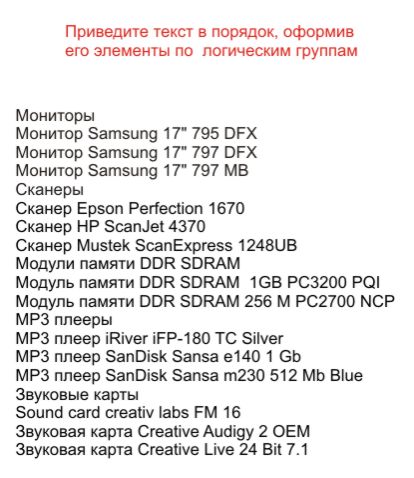 Приведите текст в порядок, оформив
его элементы по логическим группам
Мониторы
Монитор Samsung 17" 795 DFX
Монитор Samsung 17" 797 DFX
Монитор Samsung 17" 797 MB
Сканеры
Сканер Epson Perfection 1670
Сканер HP ScanJet 4370
Сканер Mustek ScanExpress 1248UB
Модули памяти DDR SDRAM
Модуль памяти DDR SDRAM 1GB PC3200 PQI
Модуль памяти DDR SDRAM 256 M PC2700 NCP
MP3 плееры
MP3 плеер iRiver iFP-180 TC Silver
MP3 плеер SanDisk Sansa e140 1 Gb
MP3 плеер SanDisk Sansa m230 512 Mb Blue
Звуковые карты
Sound card creativ labs FM 16
Звуковая карта Creative Audigy 2 OEM
Звуковая карта Creative Live 24 Bit 7.1